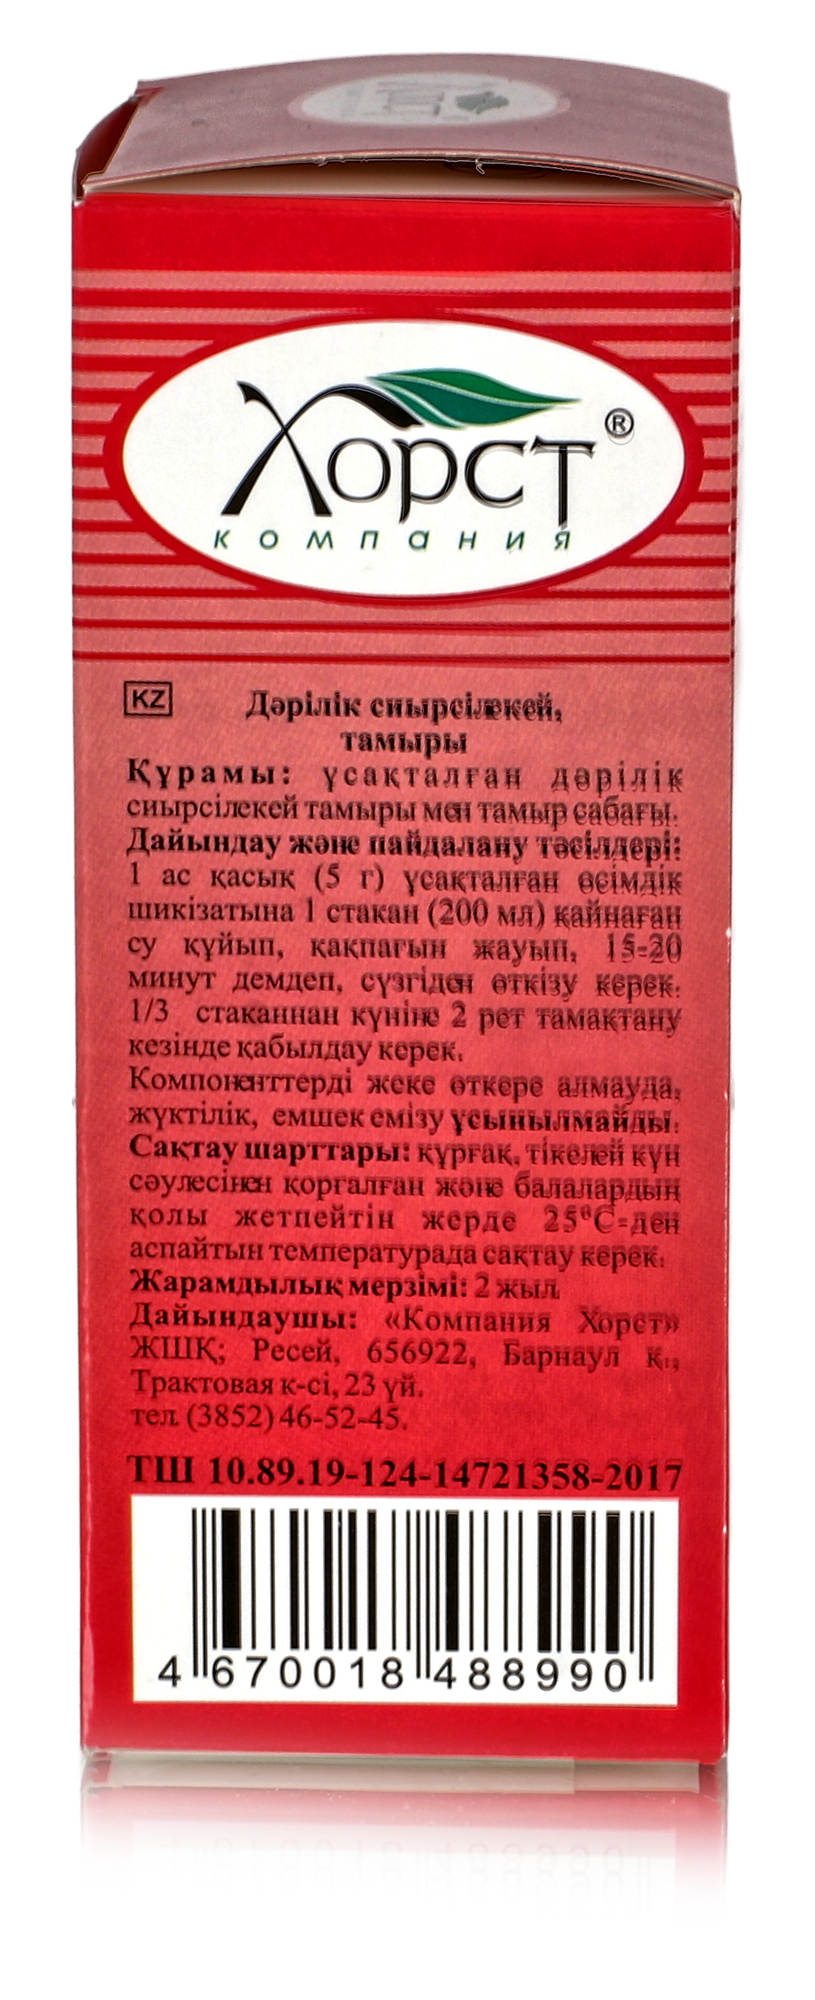 Хорст®
компания
KZ
Дәрілік сиырсілекей,
тамыры
Құрамы: ұсақталған дәрілік
сиырсілекей тамыры мен тамыр сабағы.
Дайындау және пайдалану тәсілдері:
1 ас қасық (5 г) ұсақталған өсімдік
шикізатына 1 стакан (200 мл) қайнаған
су құйып, қақпағын жауып, 15-20
минут демдеп, сүзгіден өткізу керек.
1/3 стаканнан күніне 2 рет тамақтану
кезінде қабылдау керек.
Компоненттерді жеке өткере алмауда,
жүктілік, емшек емізу ұсынылмайды.
Сақтау шарттары: құрғақ, тікелей күн
сәулесінен қорғалған және балалардың
қолы жетпейтін жерде 25°С-ден
аспайтын температурада сақтау керек.
Жарамдылық мерзімі: 2 жыл.
Дайындаушы: «Компания Хорст»
ЖШҚ; Ресей, 656922, Барнаул қ.,
Трактовая к-сі, 23 үй.
тел. (3852) 46-52-45.
ТШ 10.89.19-124-14721358-2017
4 670018 488990